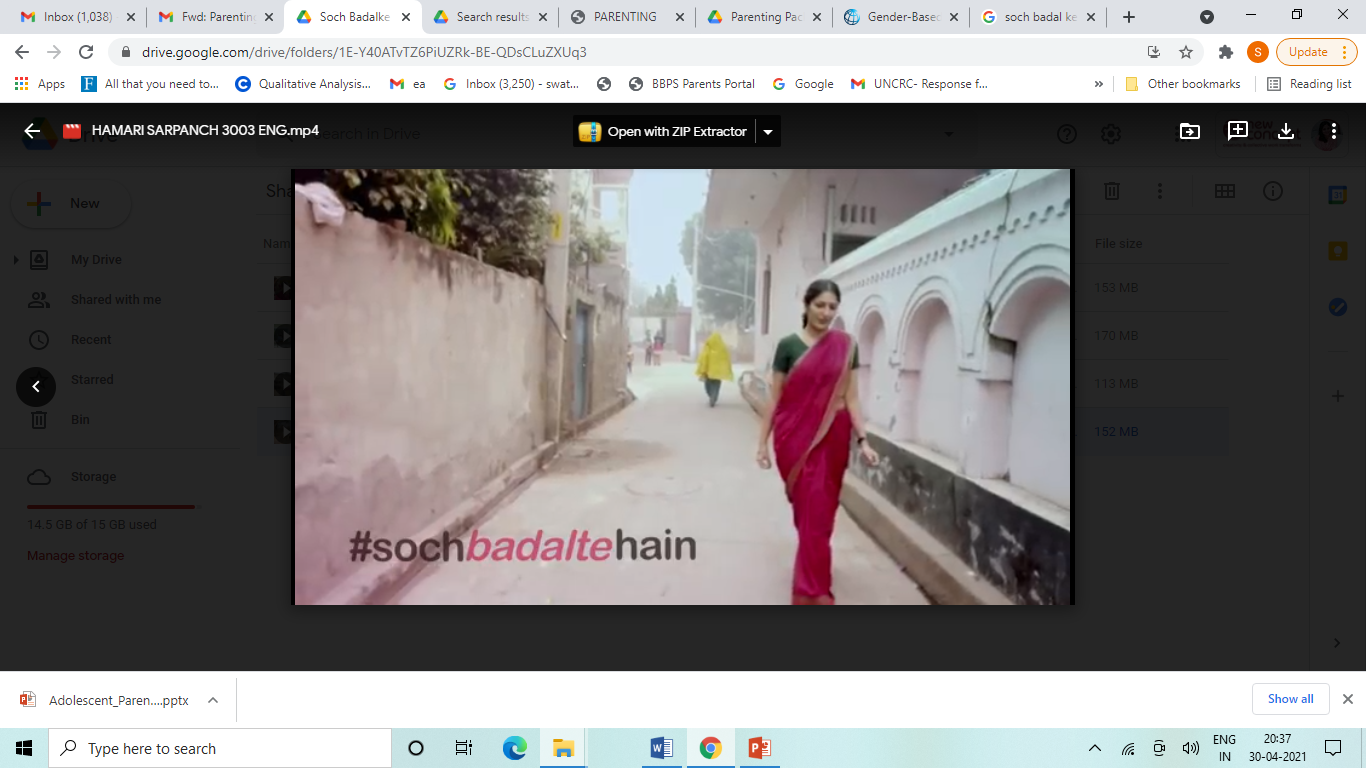 Inbox (1,038)
Fwd: Parenting
Soch Badalke
Search results
PARENTING
Parenting Pac
Gender-Based
soch badal ke
drive.google.com/drive/folders/1E-Y40ATvTZ6PiUZRk-BE-QDsCLuZXUq3
S
Update
Apps
All that you need to...
Qualitative Analysis...
ea
Inbox (3,250) - swat...
BBPS Parents Portal
Google
UNCRC- Response f...
»
Other bookmarks
Reading list
HAMARI SARPANCH 3003 ENG.mp4
Search in Drive
Open with ZIP Extractor
New
My Drive
Shared with me
Recent
Starred
Bin
Storage
14.5 GB of 15 GB used
Manage storage
File size
153 MB
170 MB
113 MB
152 MB
#sochbadaltehain
Adolescent_Paren....pptx
Show all
Type here to search
ENG
IN
20:37
30-04-2021